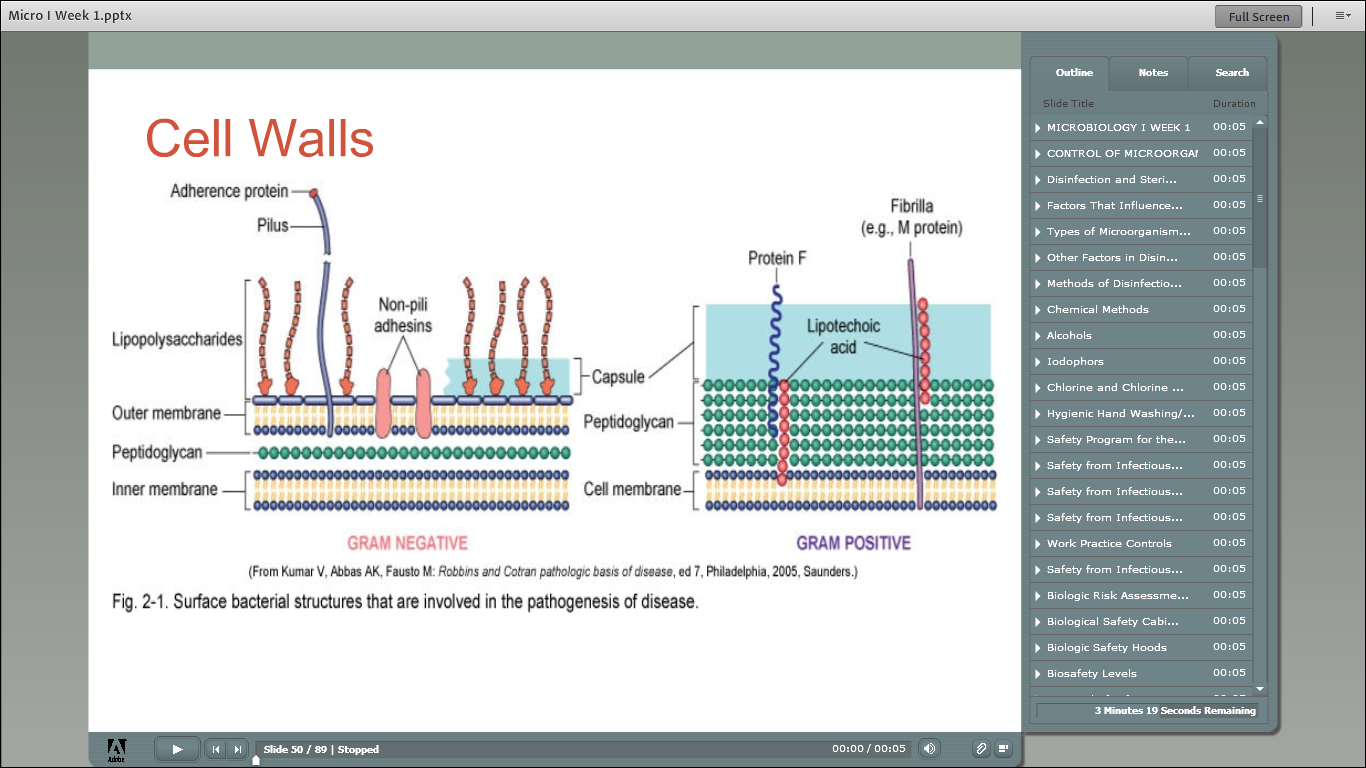 Micro I Week 1.pptx
Full Screen
Cell Walls
Adherence protein
Pilus
Lipopolysaccharides
Non-pili
adhesins
Outer membrane
Peptidoglycan
Inner membrane
Capsule
Peptidoglycan
Cell membrane
Protein F
Fibrilla
(e.g., M protein)
Lipotechoic
acid
GRAM NEGATIVE
GRAM POSITIVE
(From Kumar V, Abbas AK, Fausto M: Robbins and Cotran pathologic basis of disease, ed 7, Philadelphia, 2005, Saunders.)
Fig. 2-1. Surface bacterial structures that are involved in the pathogenesis of disease.
Outline Notes Search
Slide Title Duration
MICROBIOLOGY I WEEK 1 00:05
CONTROL OF MICROORGAN 00:05
Disinfection and Steri... 00:05
Factors That Influence... 00:05
Types of Microorganism... 00:05
Other Factors in Disin... 00:05
Methods of Disinfectio... 00:05
Chemical Methods 00:05
Alcohols 00:05
Iodophors 00:05
Chlorine and Chlorine ... 00:05
Hygienic Hand Washing/... 00:05
Safety Program for the... 00:05
Safety from Infectious... 00:05
Safety from Infectious... 00:05
Safety from Infectious... 00:05
Work Practice Controls 00:05
Safety from Infectious... 00:05
Biologic Risk Assessme... 00:05
Biological Safety Cabi... 00:05
Biologic Safety Hoods 00:05
Biosafety Levels 00:05
3 Minutes 19 Seconds Remaining
Adobe
Slide 50 / 89 | Stopped
00:00 / 00:05